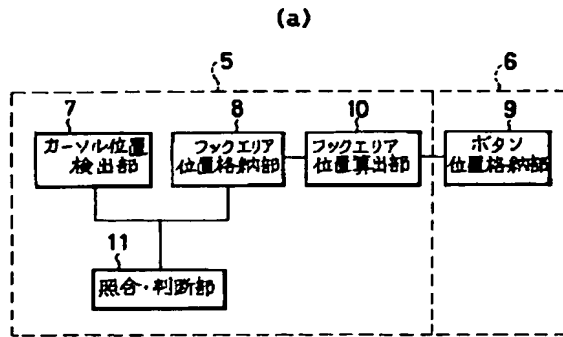 (a)
5
6
7
8
10
9
カーソル位置
検出部
フックエリア
位置格納部
フックエリア
位置算出部
ボタン
位置格納部
11
照合・判断部